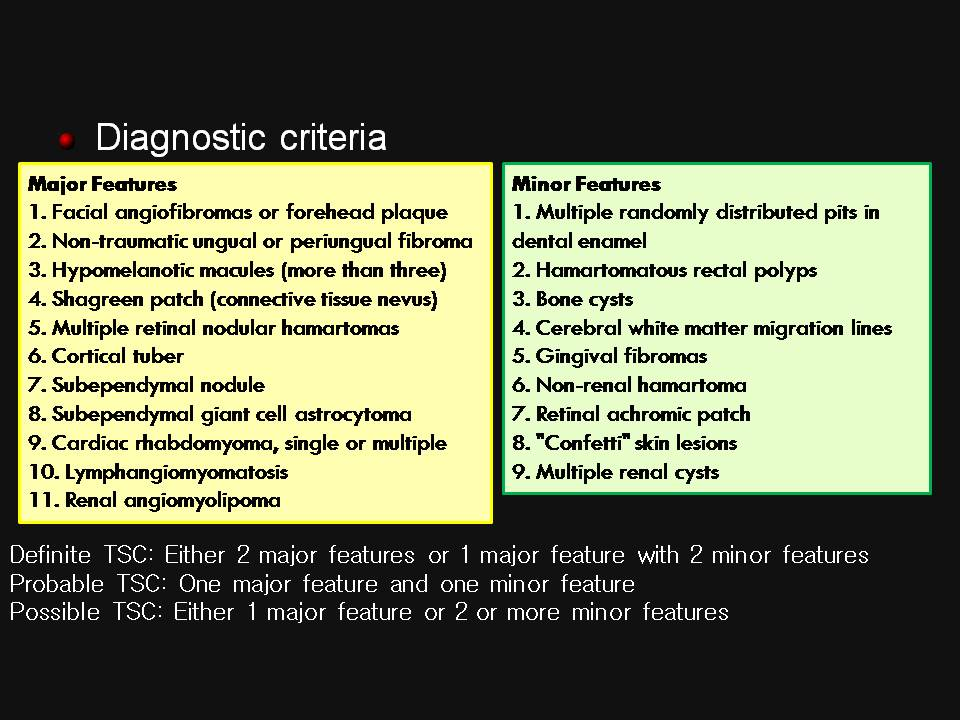 Diagnostic criteria
Major Features
1. Facial angiofibromas or forehead plaque
2. Non-traumatic ungual or periungual fibroma
3. Hypomelanotic macules (more than three)
4. Shagreen patch (connective tissue nevus)
5. Multiple retinal nodular hamartomas
6. Cortical tuber
7. Subependymal nodule
8. Subependymal giant cell astrocytoma
9. Cardiac rhabdomyoma, single or multiple
10. Lymphangiomyomatosis
11. Renal angiomyolipoma
Minor Features
1. Multiple randomly distributed pits in
dental enamel
2. Hamartomatous rectal polyps
3. Bone cysts
4. Cerebral white matter migration lines
5. Gingival fibromas
6. Non-renal hamartoma
7. Retinal achromic patch
8. "Confetti" skin lesions
9. Multiple renal cysts
Definite TSC: Either 2 major features or 1 major feature with 2 minor features
Probable TSC: One major feature and one minor feature
Possible TSC: Either 1 major feature or 2 or more minor features